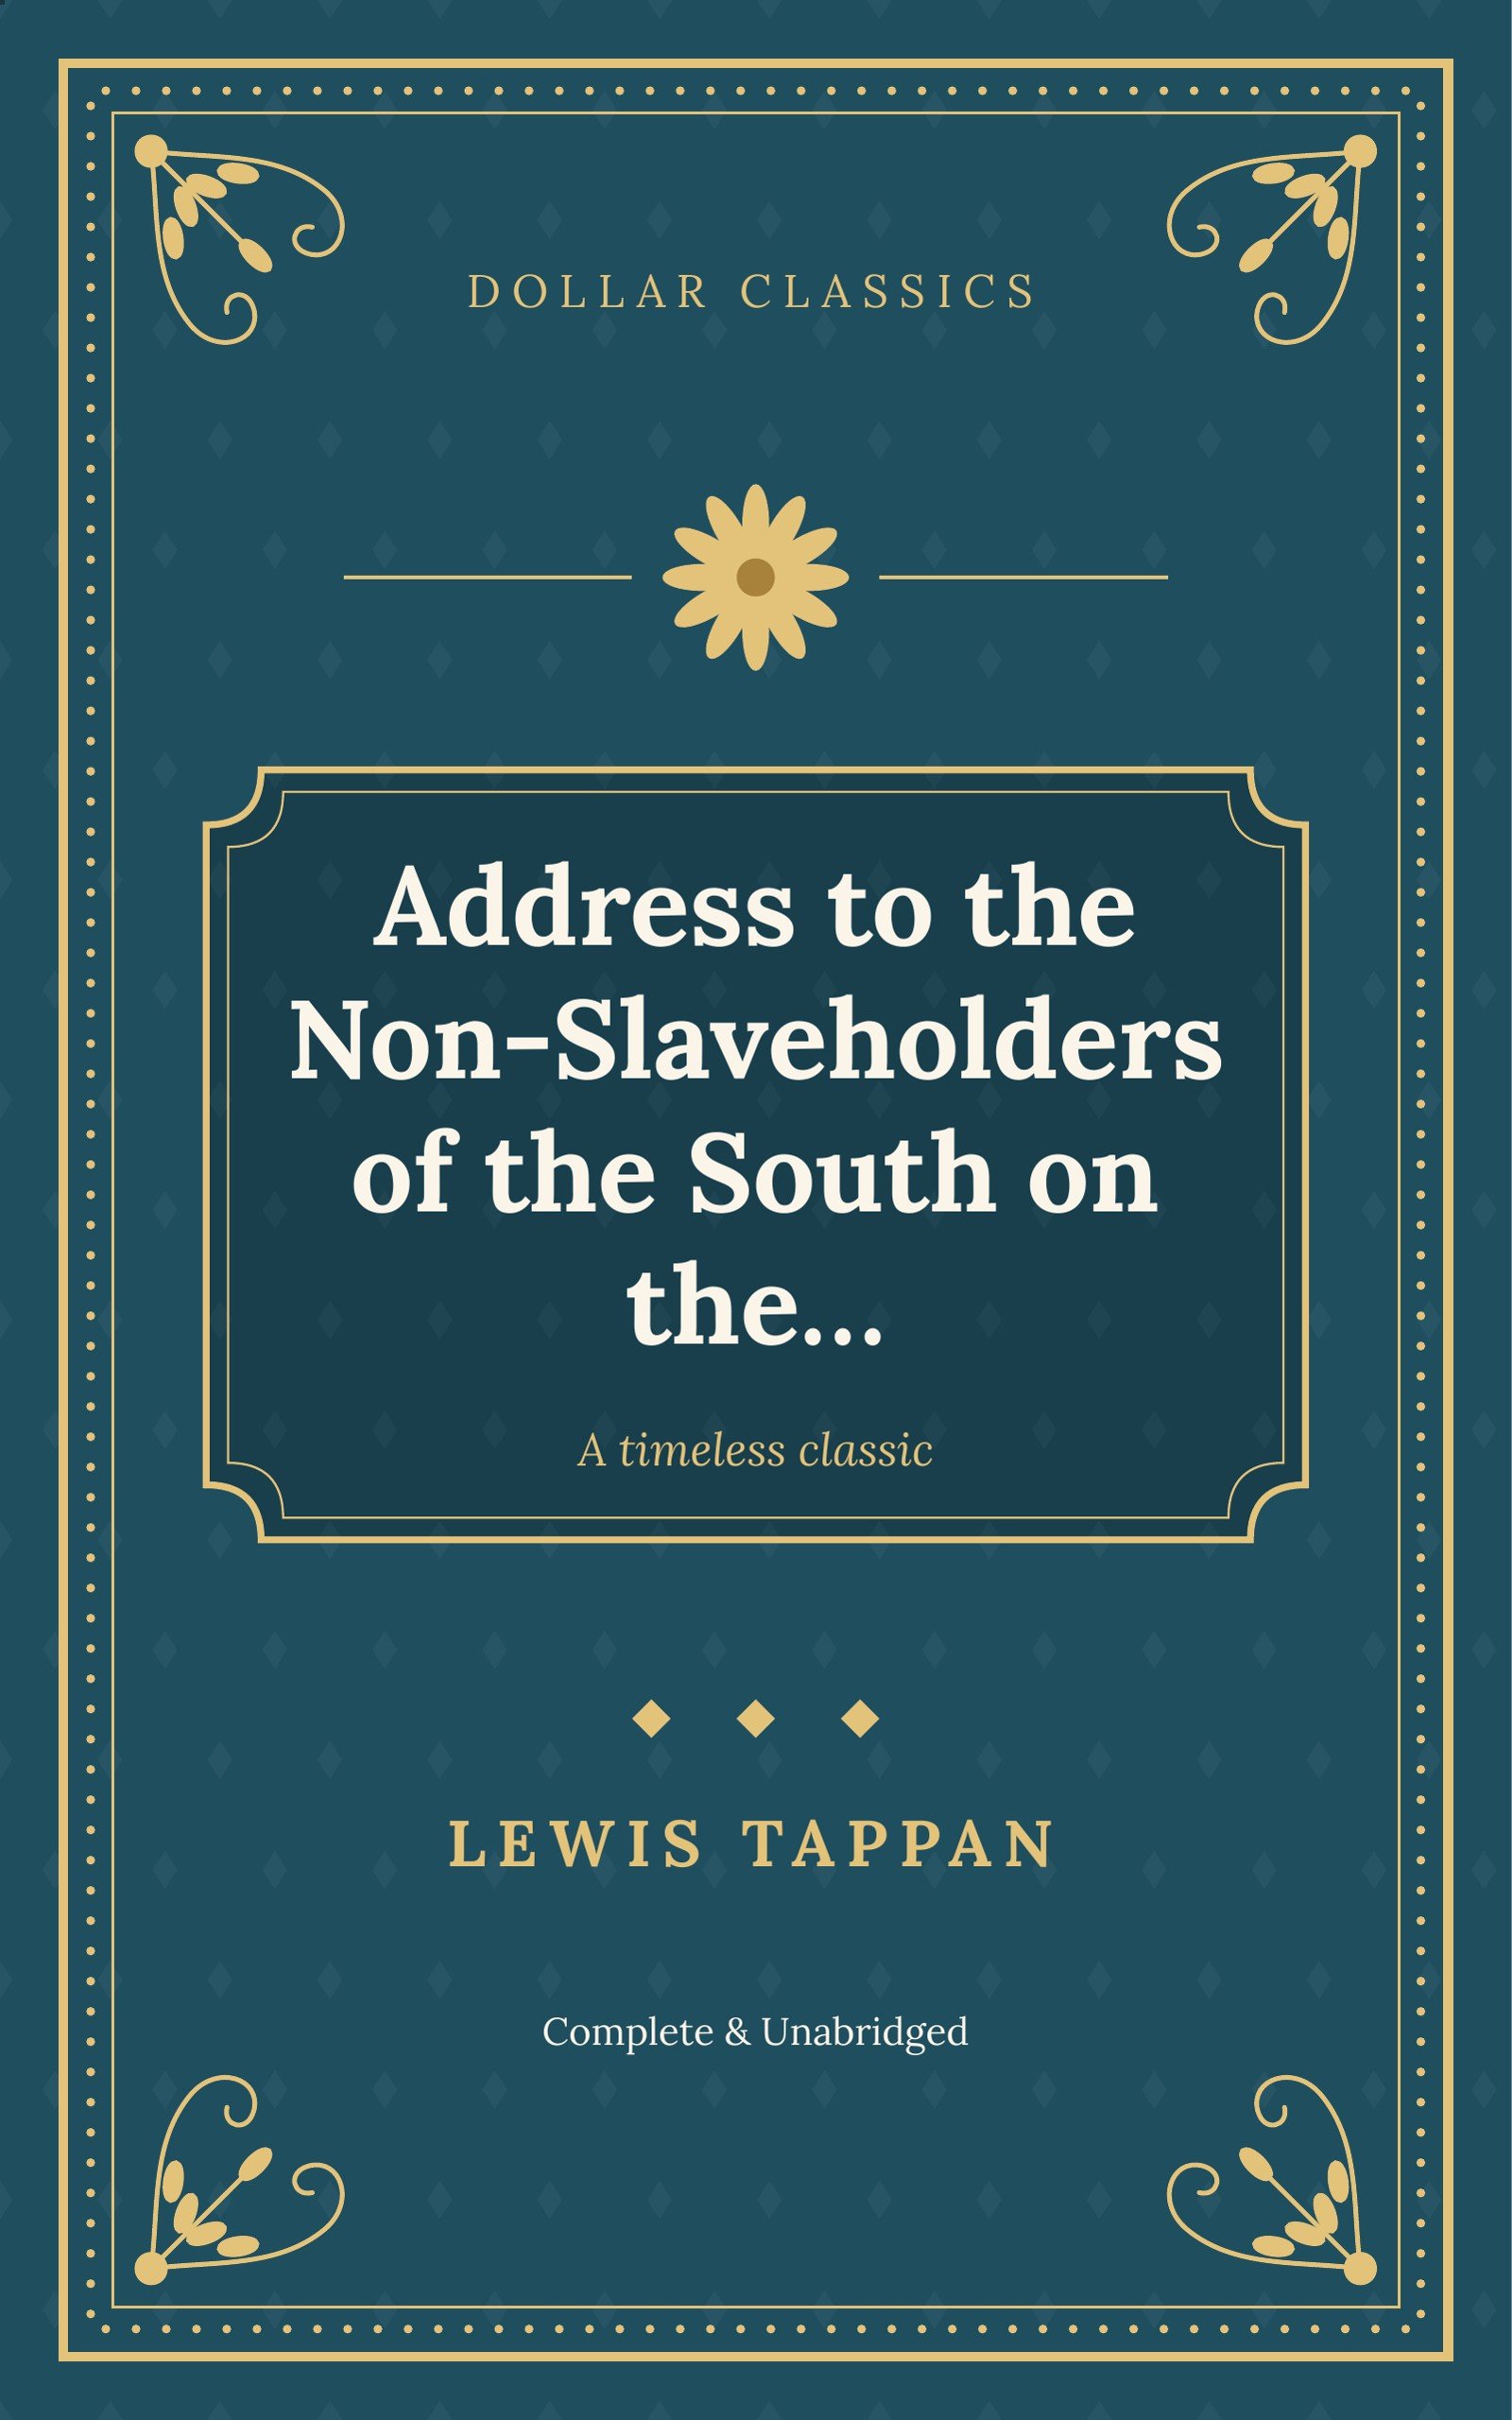 DOLLAR CLASSICS
Address to the
Non-Slaveholders
of the South on
the...
A timeless classic
LEWIS TAPPAN
Complete & Unabridged